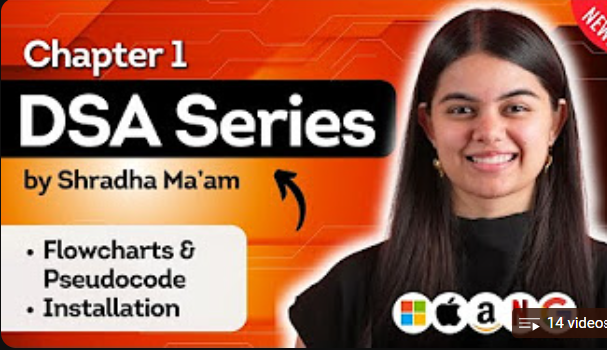 Chapter 1
NEW
DSA Series
by Shradha Ma'am
• Flowcharts &
Pseudocode
• Installation
a N G
14 videos